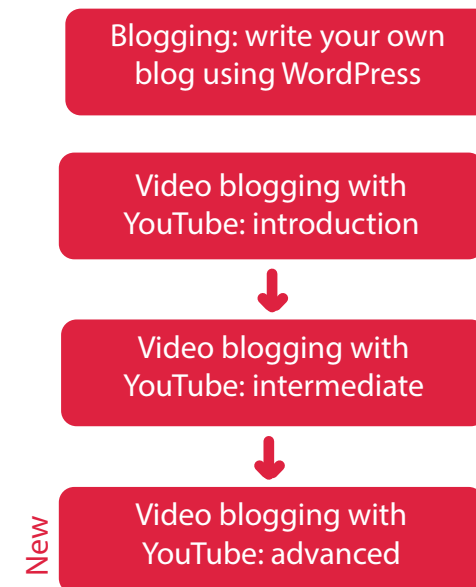 Blogging: write your own
blog using WordPress
Video blogging with
YouTube: introduction
Video blogging with
YouTube: intermediate
New
Video blogging with
YouTube: advanced